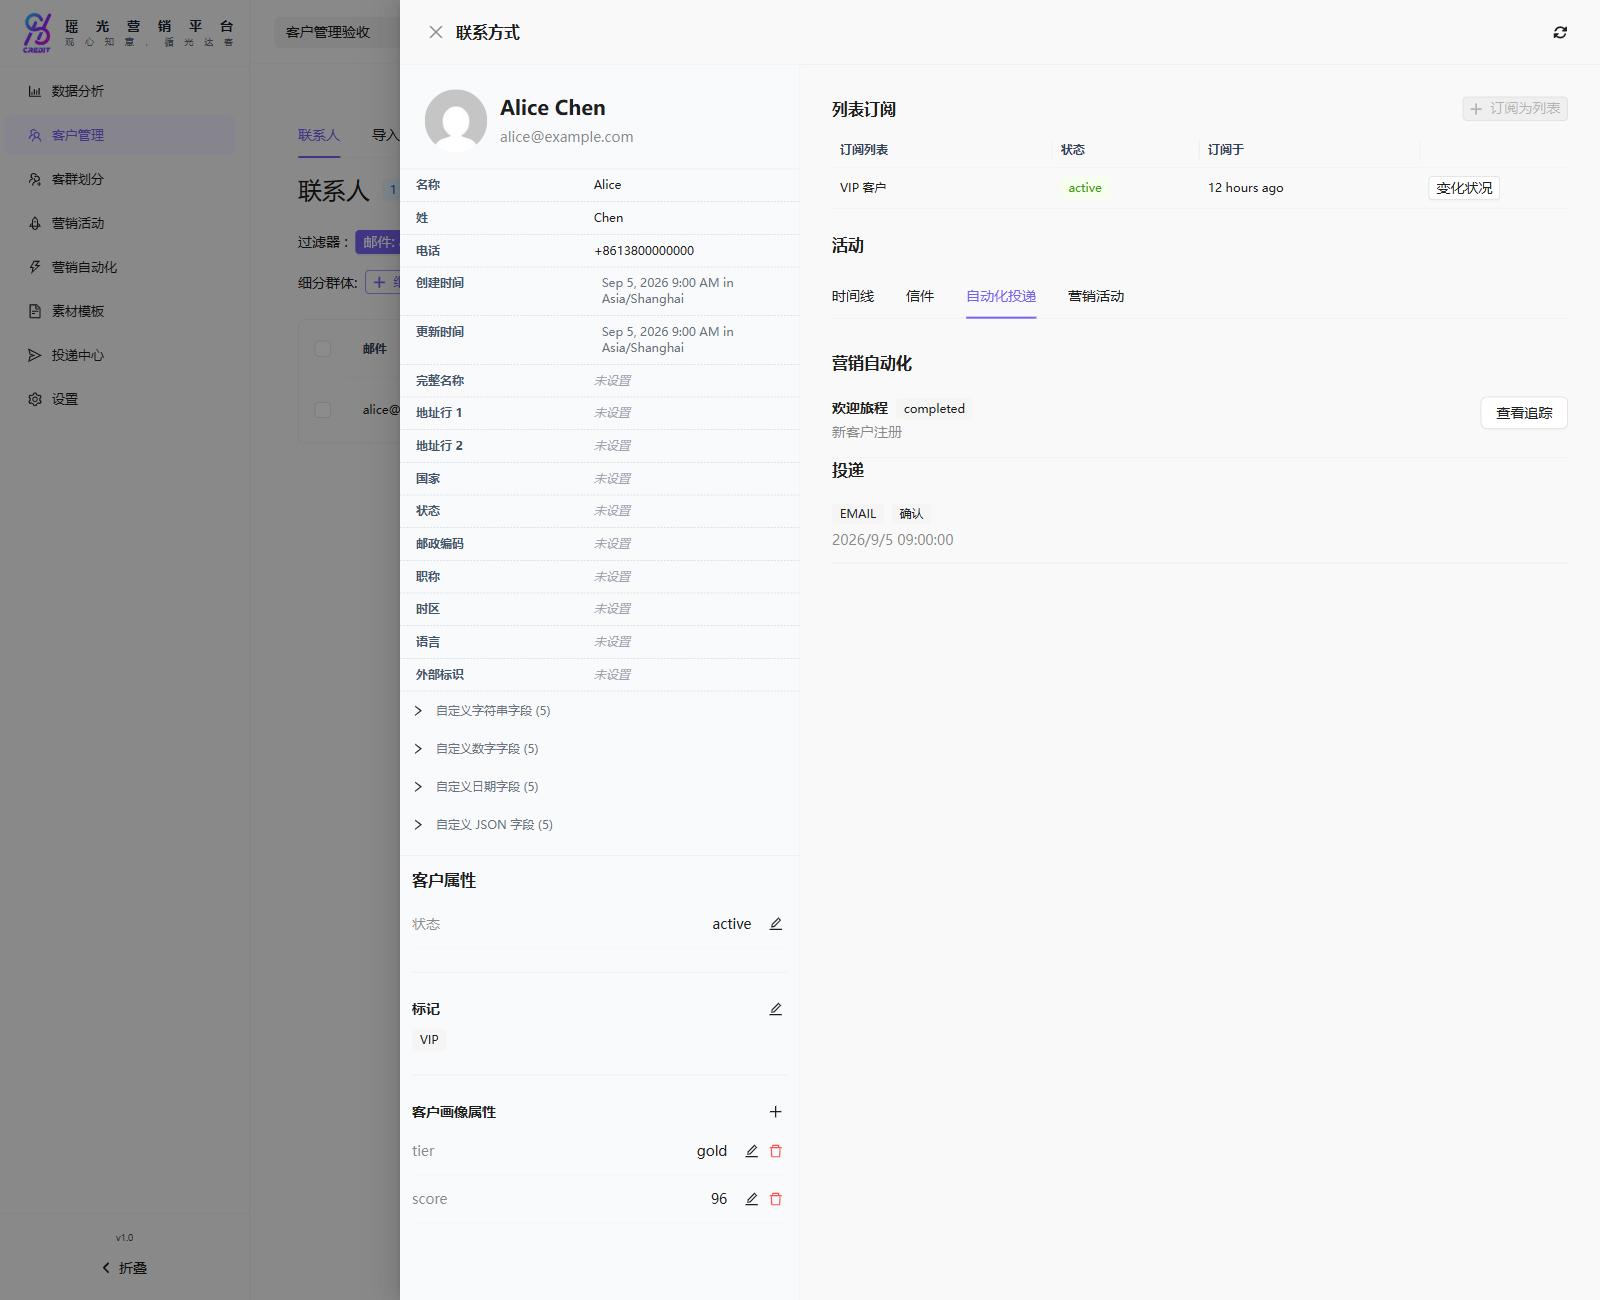 瑶光营销平台
观心知意，循光达客
CREDIT
客户管理验收
数据分析
客户管理
客群划分
营销活动
营销自动化
素材模板
投递中心
设置
v1.0
折叠
联系人
导入
联系人 1
过滤器：
邮件:
细分群体:
邮件
alice@
联系方式
Alice Chen
alice@example.com
名称 Alice
姓 Chen
电话 +8613800000000
创建时间 Sep 5, 2026 9:00 AM in
Asia/Shanghai
更新时间 Sep 5, 2026 9:00 AM in
Asia/Shanghai
完整名称 未设置
地址行 1 未设置
地址行 2 未设置
国家 未设置
状态 未设置
邮政编码 未设置
职称 未设置
时区 未设置
语言 未设置
外部标识 未设置
自定义字符串字段 (5)
自定义数字字段 (5)
自定义日期字段 (5)
自定义 JSON 字段 (5)
客户属性
状态 active
标记
VIP
客户画像属性
tier gold
score 96
列表订阅
订阅为列表
订阅列表 状态 订阅于
VIP 客户 active 12 hours ago 变化状况
活动
时间线 信件 自动化投递 营销活动
营销自动化
欢迎旅程 completed
新客户注册
查看追踪
投递
EMAIL 确认
2026/9/5 09:00:00